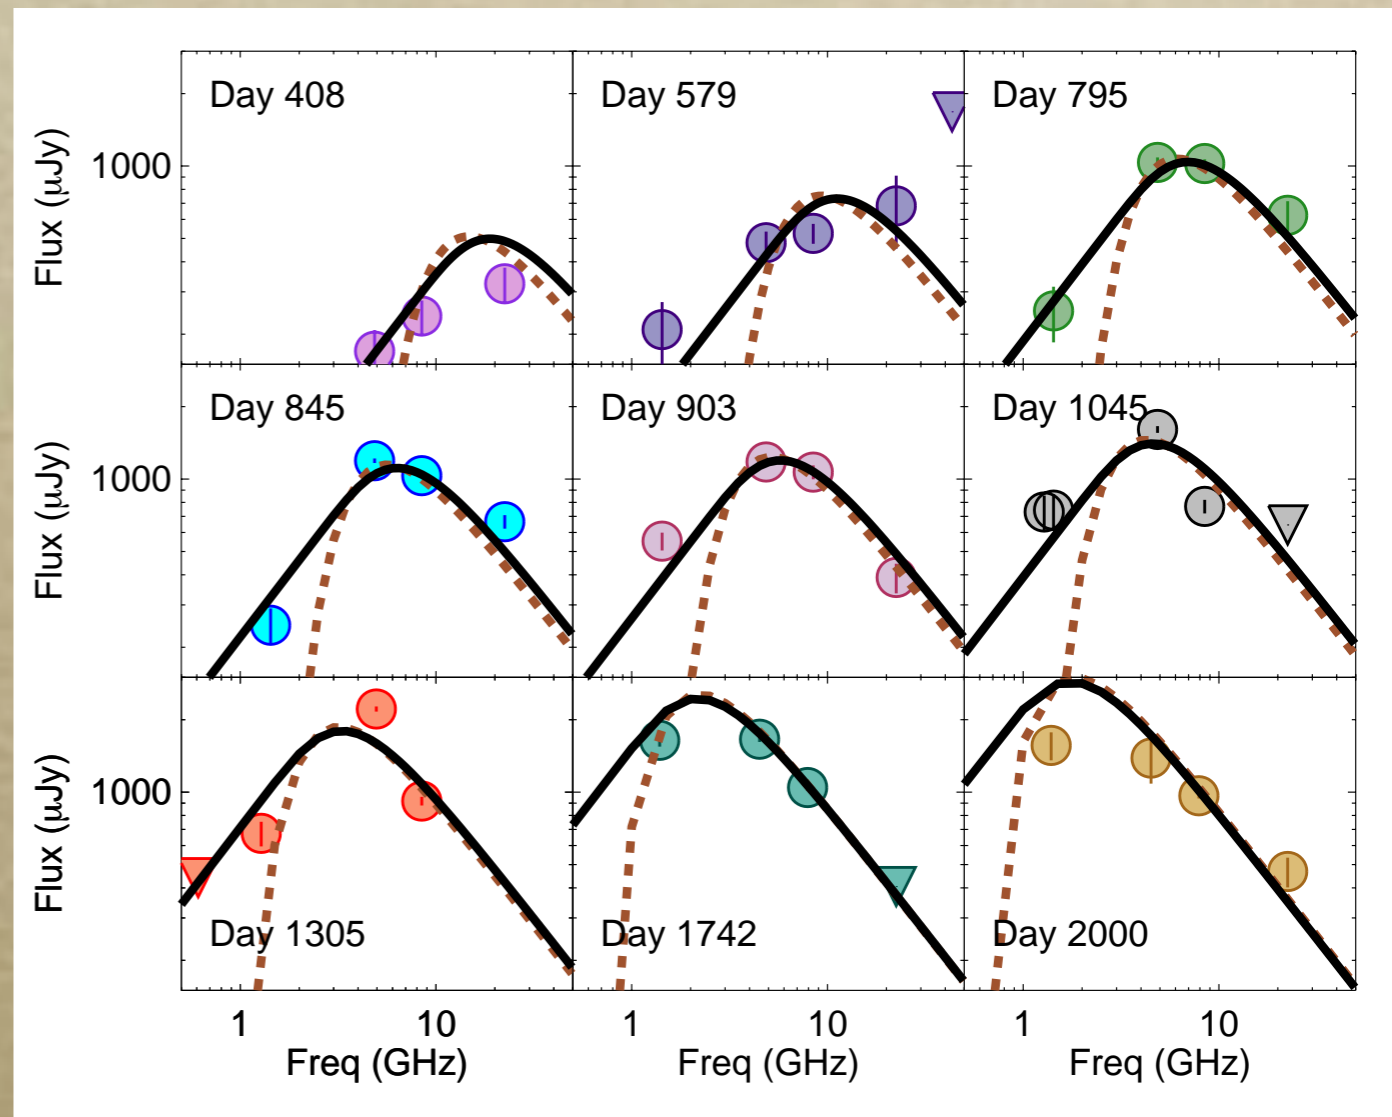 Day 408
Day 579
Day 795
Flux (μJy)
1000
Day 845
Day 903
Day 1045
Flux (μJy)
1000
Flux (μJy)
1000
Day 1305
Day 1742
Day 2000
1 10 1 10 1 10
Freq (GHz) Freq (GHz) Freq (GHz)